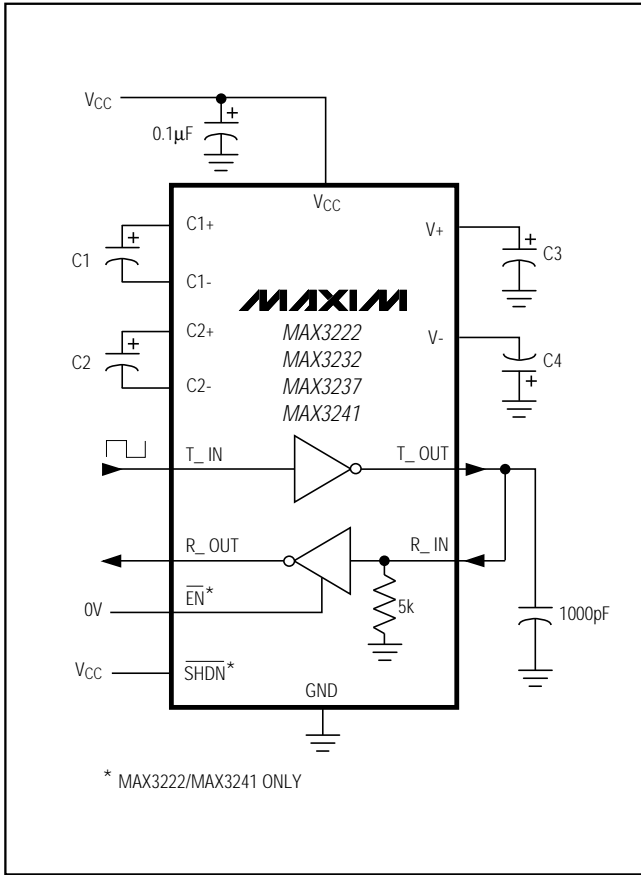 VCC
+
0.1µF
VCC
C1+
V+
+
C1
+
C3
C1-
MAXIM
C2+
MAX3222
V-
C2
+
MAX3232
C4
+
C2-
MAX3237
MAX3241
T_ IN
T_ OUT
R_ OUT
R_ IN
0V
EN*
5k
1000pF
VCC
SHDN*
GND
* MAX3222/MAX3241 ONLY